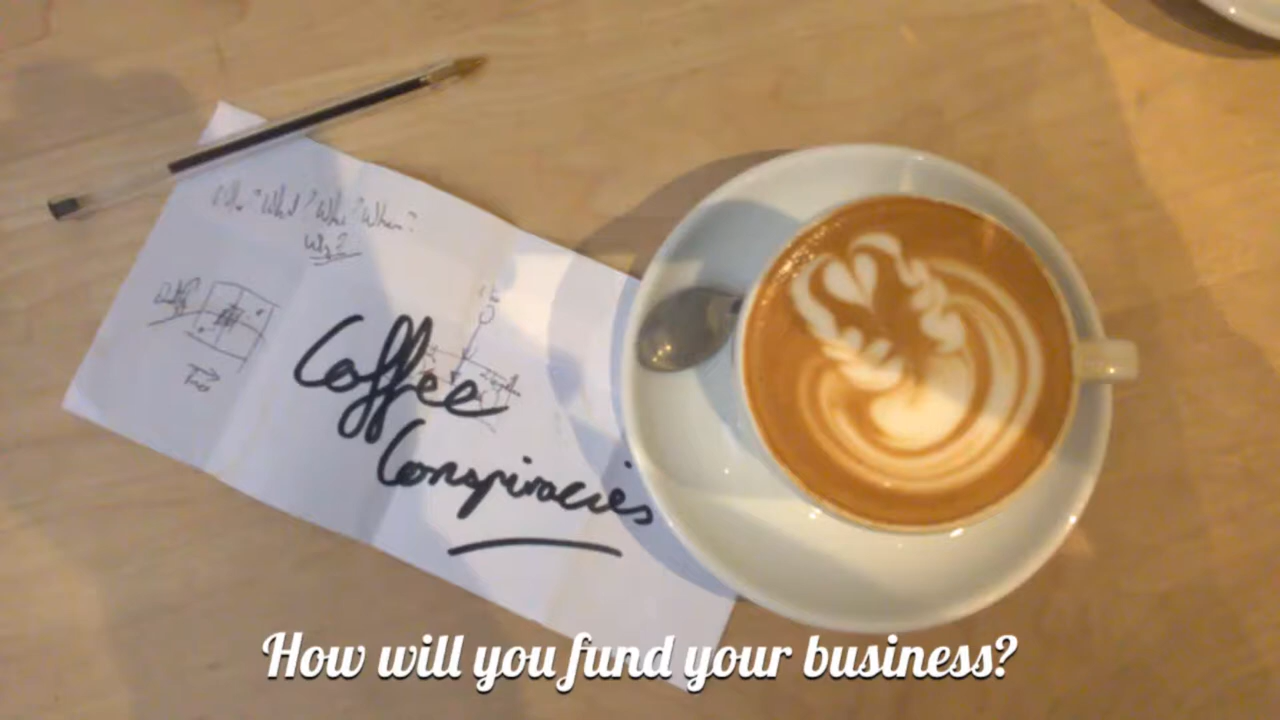 Who? What? Where? When?
Why?
Coffee
Conspiracies
How will you fund your business?